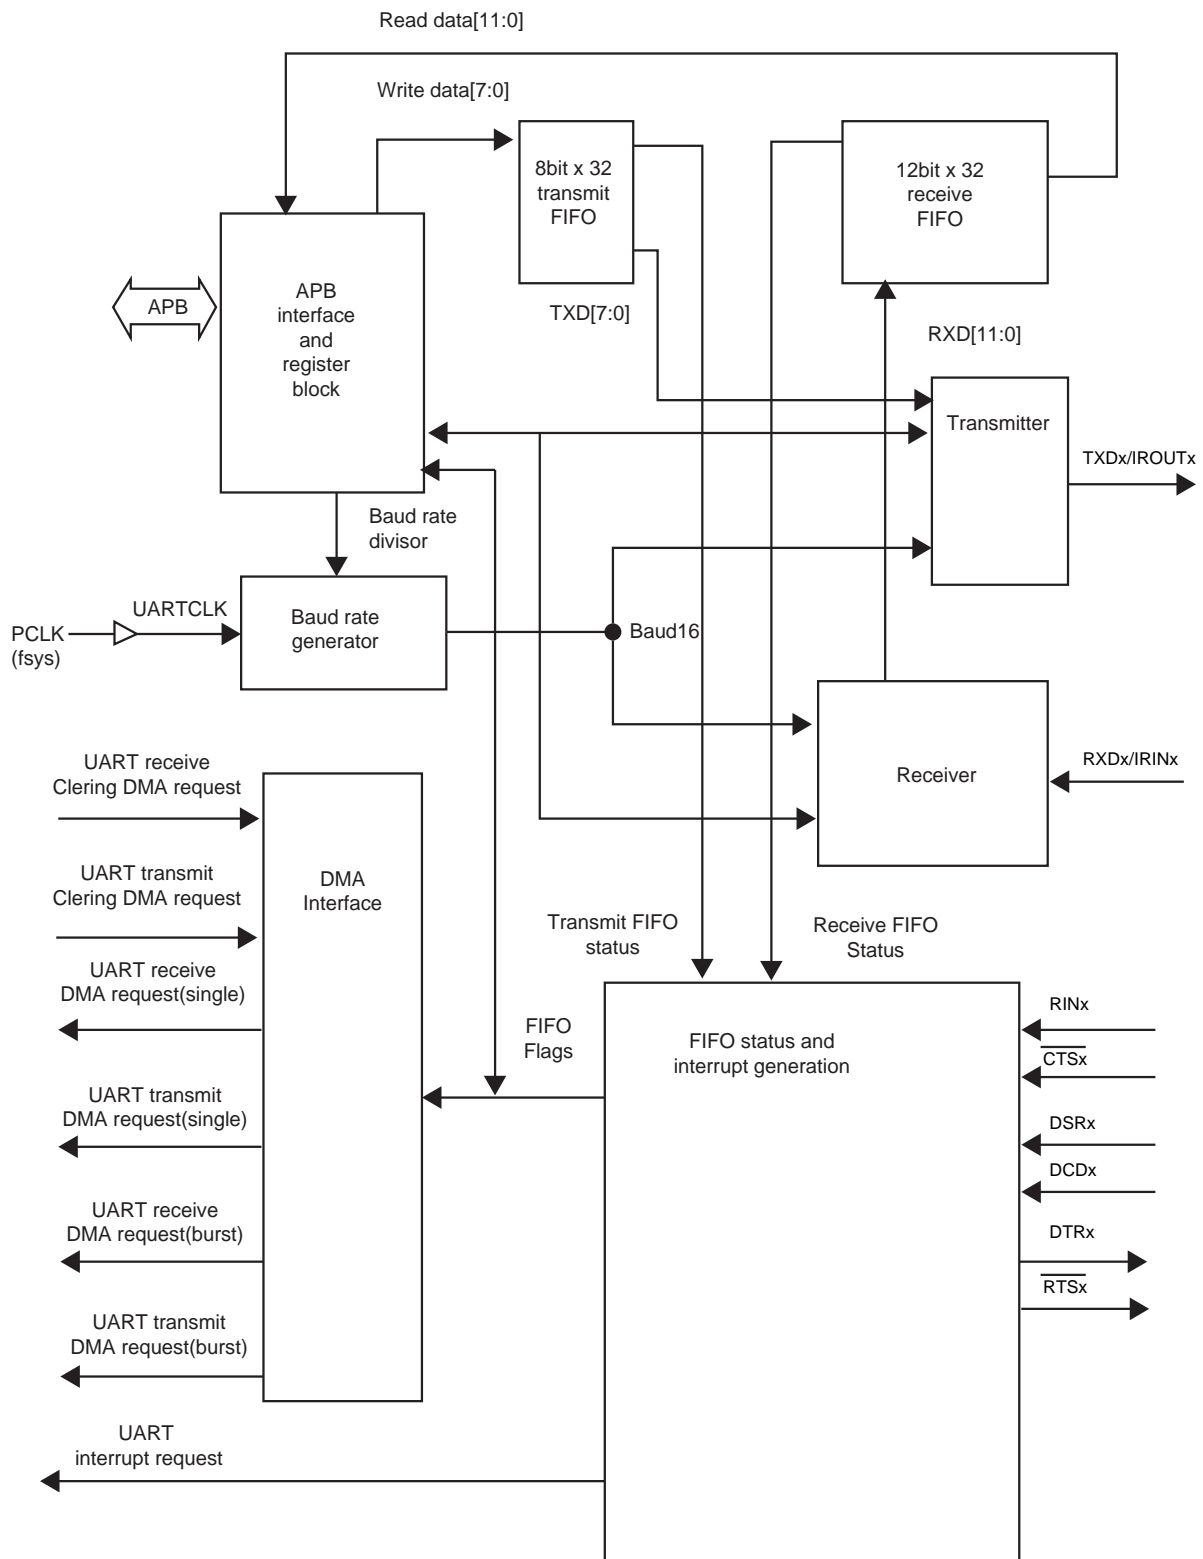 Read data[11:0]
Write data[7:0]
8bit x 32
transmit
FIFO
12bit x 32
receive
FIFO
APB
APB
interface
and
register
block
TXD[7:0]
RXD[11:0]
Transmitter
TXDx/IROUTx
Baud rate
divisor
UARTCLK
PCLK
(fsys)
Baud rate
generator
Baud16
Receiver
RXDx/IRINx
UART receive
Clering DMA request
UART transmit
Clering DMA request
DMA
Interface
UART receive
DMA request(single)
UART transmit
DMA request(single)
UART receive
DMA request(burst)
UART transmit
DMA request(burst)
UART
interrupt request
Transmit FIFO
status
Receive FIFO
Status
FIFO
Flags
FIFO status and
interrupt generation
RINx
CTSx
DSRx
DCDx
DTRx
RTSx